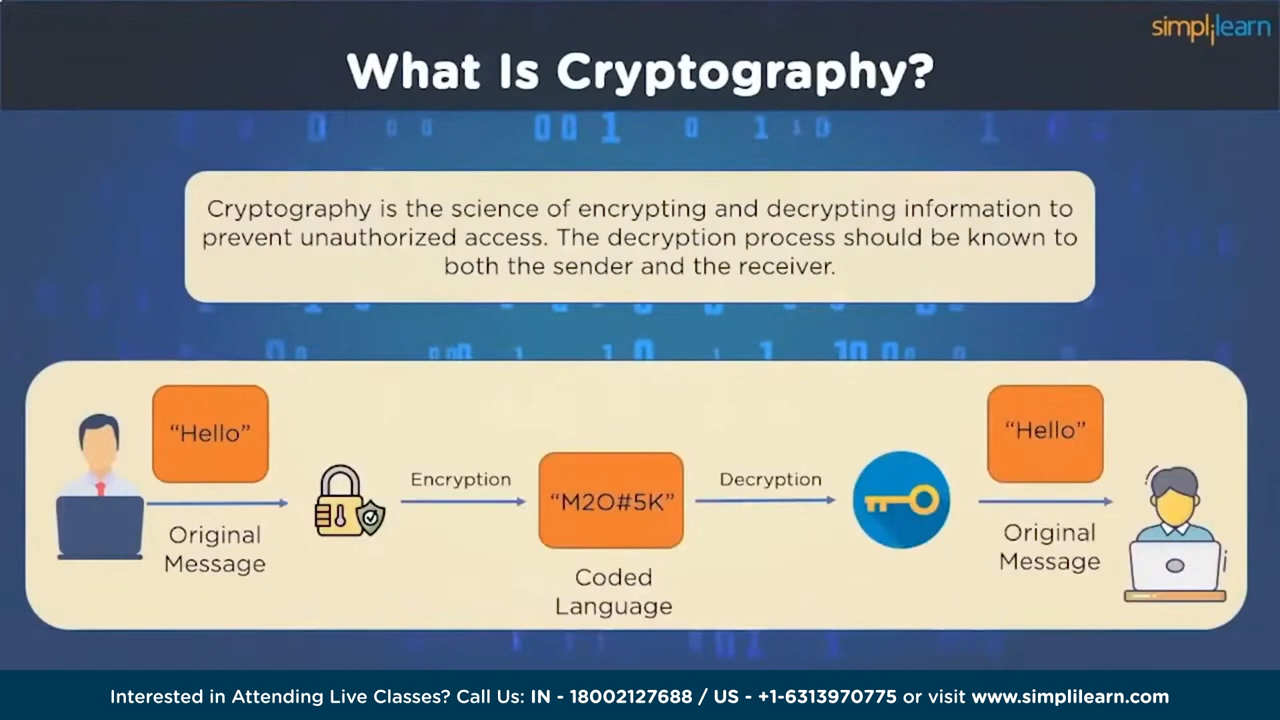 simplilearn
What Is Cryptography?
Cryptography is the science of encrypting and decrypting information to
prevent unauthorized access. The decryption process should be known to
both the sender and the receiver.
“Hello”
Original
Message
Encryption
“M2O#5K”
Coded
Language
Decryption
“Hello”
Original
Message
Interested in Attending Live Classes? Call Us: IN - 18002127688 / US - +1-6313970775 or visit www.simplilearn.com